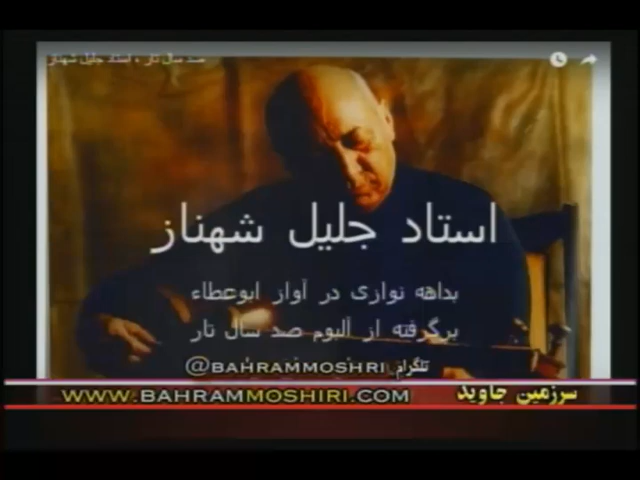 صد سال تار - استاد جلیل شهناز
استاد جلیل شهناز
بداهه نوازی در آواز ابوعطاء
برگرفته از آلبوم صد سال تار
تلگرام @BAHRAMMOSHRI
سرزمین جاوید WWW.BAHRAMMOSHIRI.COM